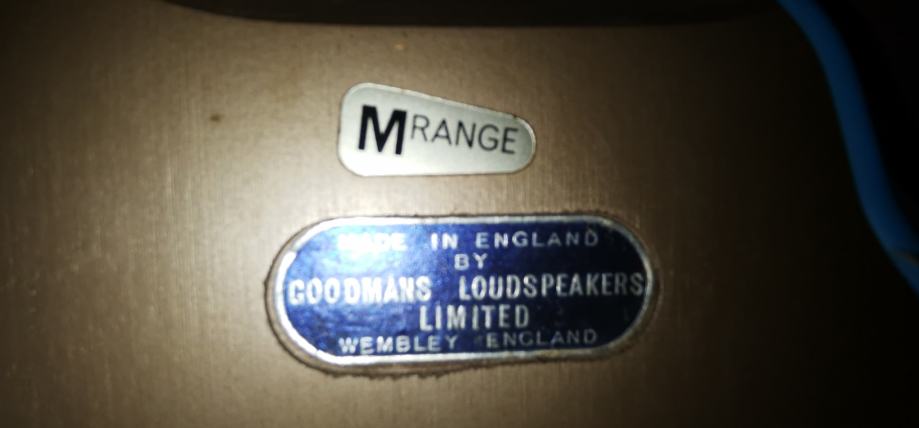 MRANGE
MADE IN ENGLAND
BY
GOODMANS LOUDSPEAKERS
LIMITED
WEMBLEY ENGLAND